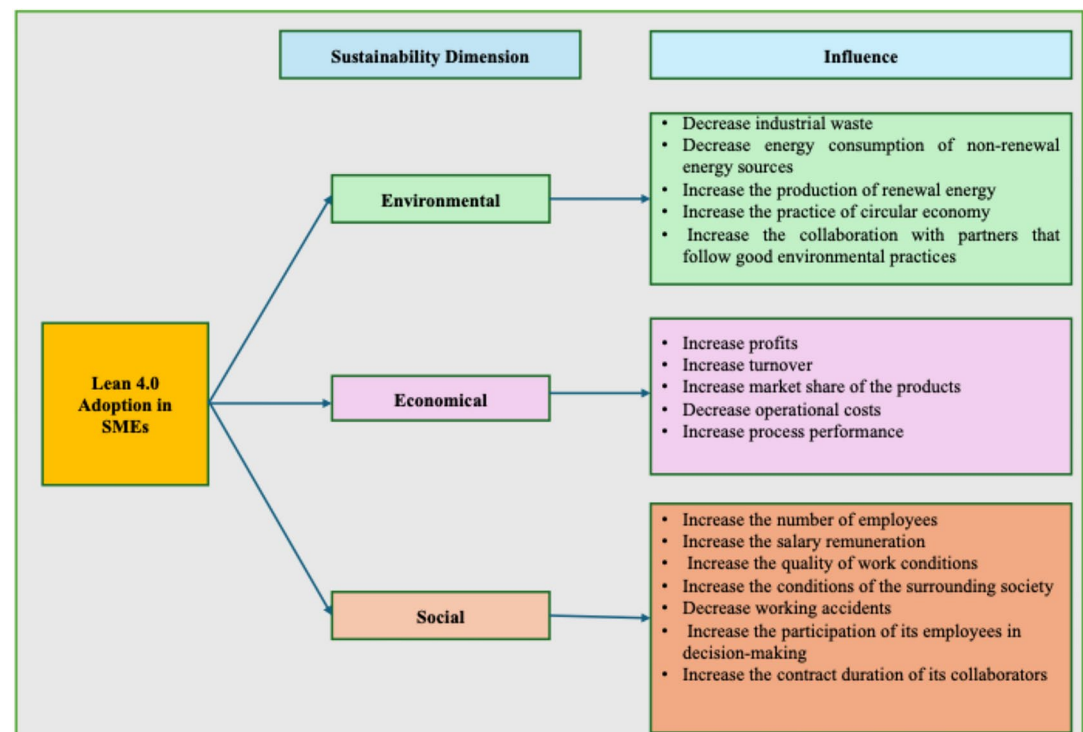 Sustainability Dimension
Influence
• Decrease industrial waste
• Decrease energy consumption of non-renewal
energy sources
• Increase the production of renewal energy
• Increase the practice of circular economy
• Increase the collaboration with partners that
follow good environmental practices
Environmental
Lean 4.0
Adoption in
SMEs
Economical
• Increase profits
• Increase turnover
• Increase market share of the products
• Decrease operational costs
• Increase process performance
Social
• Increase the number of employees
• Increase the salary remuneration
• Increase the quality of work conditions
• Increase the conditions of the surrounding society
• Decrease working accidents
• Increase the participation of its employees in
decision-making
• Increase the contract duration of its collaborators